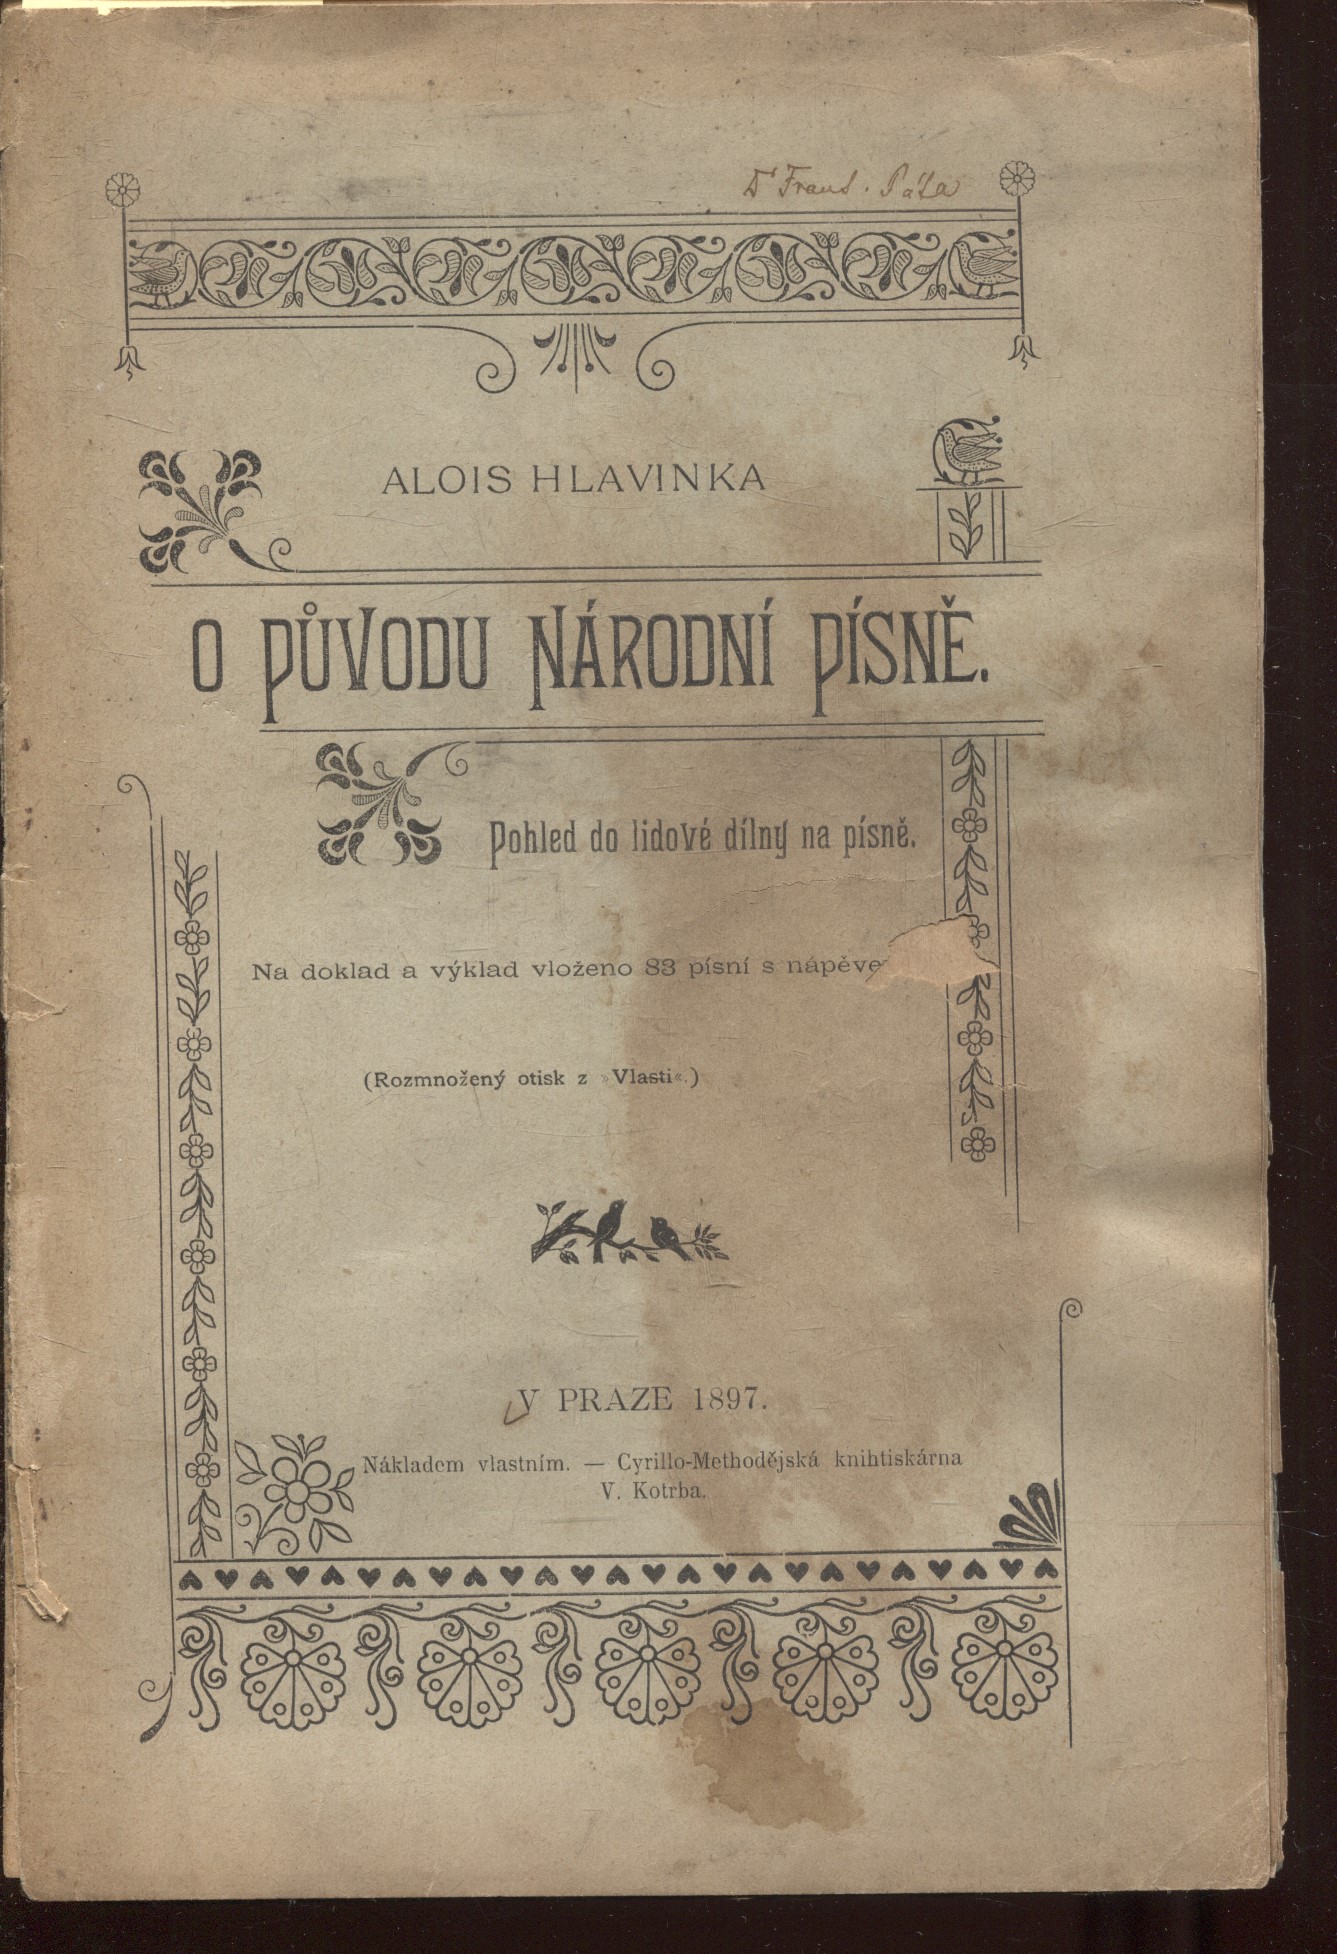 Dr Frant. Páta
ALOIS HLAVINKA
O PŮVODU NÁRODNÍ PÍSNĚ.
Pohled do lidové dílny na písně.
Na doklad a výklad vloženo 83 písní s
(Rozmnožený otisk z »Vlasti«.)
V PRAZE 1897.
Nákladem vlastním. — Cyrillo-Methodějská knihtiskárna
V. Kotrba.